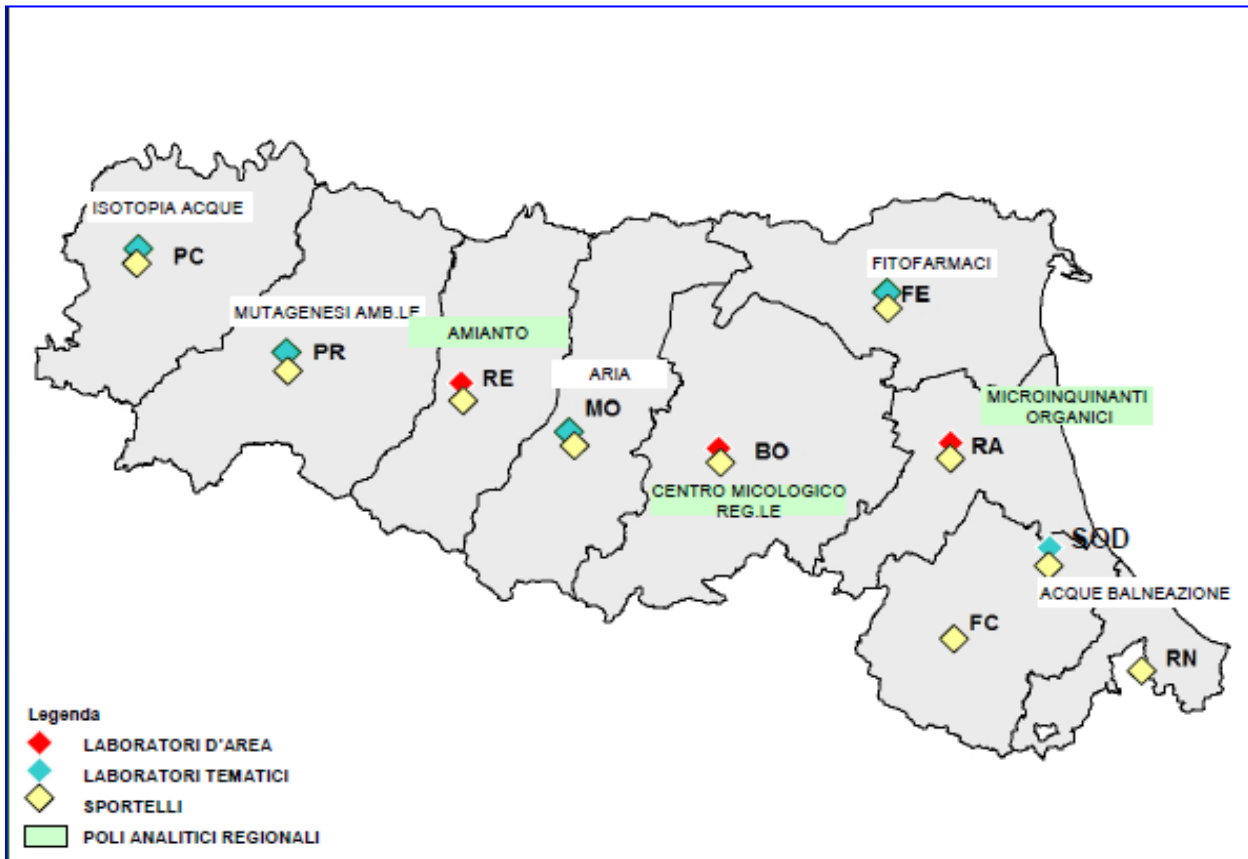 ISOTOPIA ACQUE
PC
FITOFARMACI
FE
MUTAGENESI AMB.LE
PR
AMIANTO
RE
ARIA
MO
MICROINQUINANTI
ORGANICI
RA
BO
CENTRO MICOLOGICO
REG.LE
SOD
ACQUE BALNEAZIONE
FC
RN
Legenda
LABORATORI D'AREA
LABORATORI TEMATICI
SPORTELLI
POLI ANALITICI REGIONALI